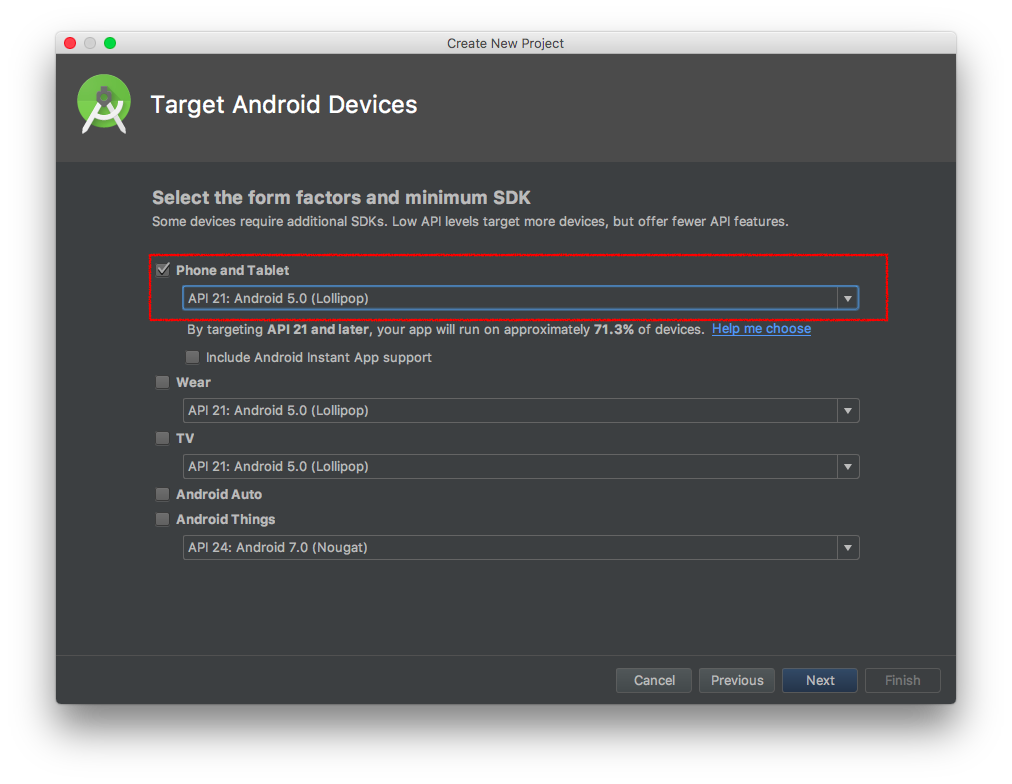 Create New Project
Target Android Devices
Select the form factors and minimum SDK
Some devices require additional SDKs. Low API levels target more devices, but offer fewer API features.
Phone and Tablet
API 21: Android 5.0 (Lollipop)
By targeting API 21 and later, your app will run on approximately 71.3% of devices. Help me choose
Include Android Instant App support
Wear
API 21: Android 5.0 (Lollipop)
TV
API 21: Android 5.0 (Lollipop)
Android Auto
Android Things
API 24: Android 7.0 (Nougat)
Cancel Previous Next Finish